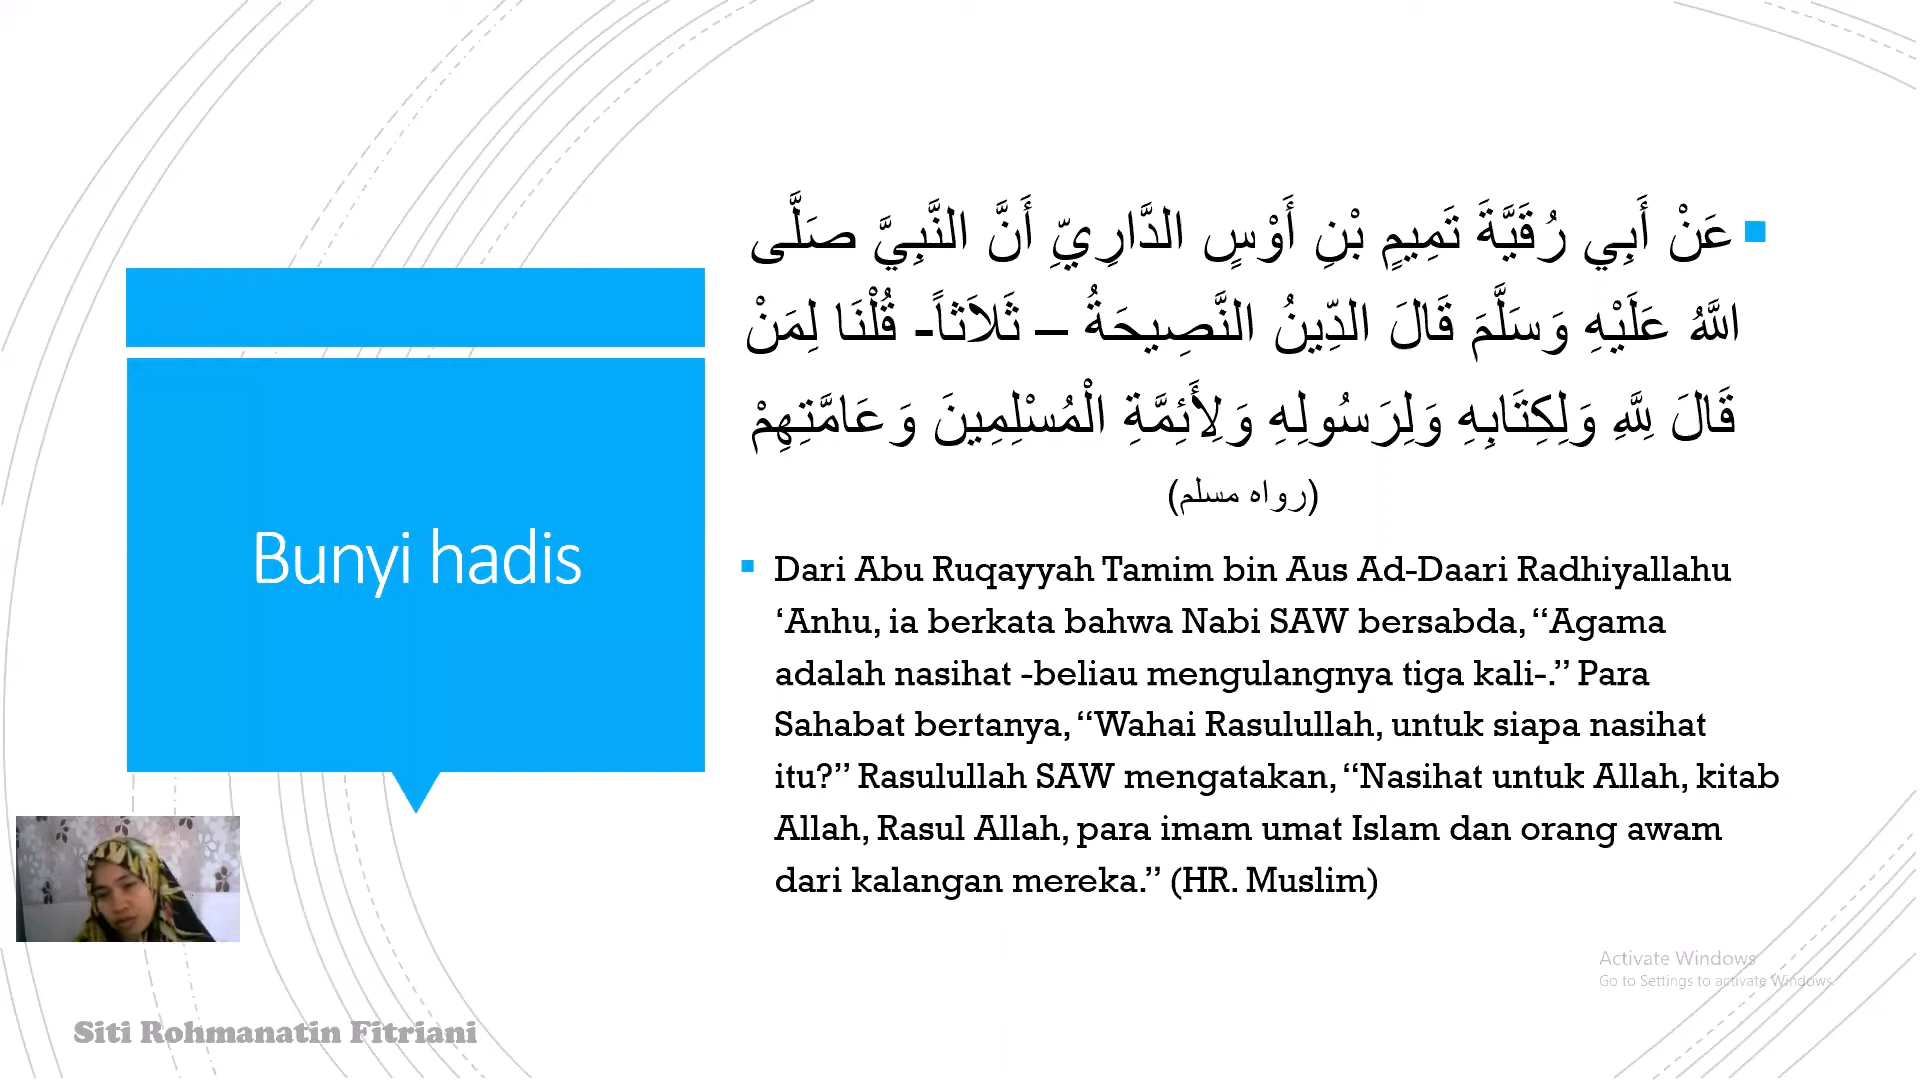 Bunyi hadis
عَنْ أَبِي رُقَيَّةَ تَمِيمٍ بْنِ أَوْسٍ الدَّارِيِّ أَنَّ النَّبِيَّ صَلَّى
اللَّهُ عَلَيْهِ وَسَلَّمَ قَالَ الدِّينُ النَّصِيحَةُ – ثَلاَثاً- قُلْنَا لِمَنْ
قَالَ لِلَّهِ وَلِكِتَابِهِ وَلِرَسُولِهِ وَلِأَئِمَّةِ الْمُسْلِمِينَ وَعَامَّتِهِمْ
(رواه مسلم)
Dari Abu Ruqayyah Tamim bin Aus Ad-Daari Radhiyallahu
‘Anhu, ia berkata bahwa Nabi SAW bersabda, “Agama
adalah nasihat -beliau mengulangnya tiga kali-.” Para
Sahabat bertanya, “Wahai Rasulullah, untuk siapa nasihat
itu?” Rasulullah SAW mengatakan, “Nasihat untuk Allah, kitab
Allah, Rasul Allah, para imam umat Islam dan orang awam
dari kalangan mereka.” (HR. Muslim)
Activate Windows
Go to Settings to activate Windows.
Siti Rohmanatin Fitriani